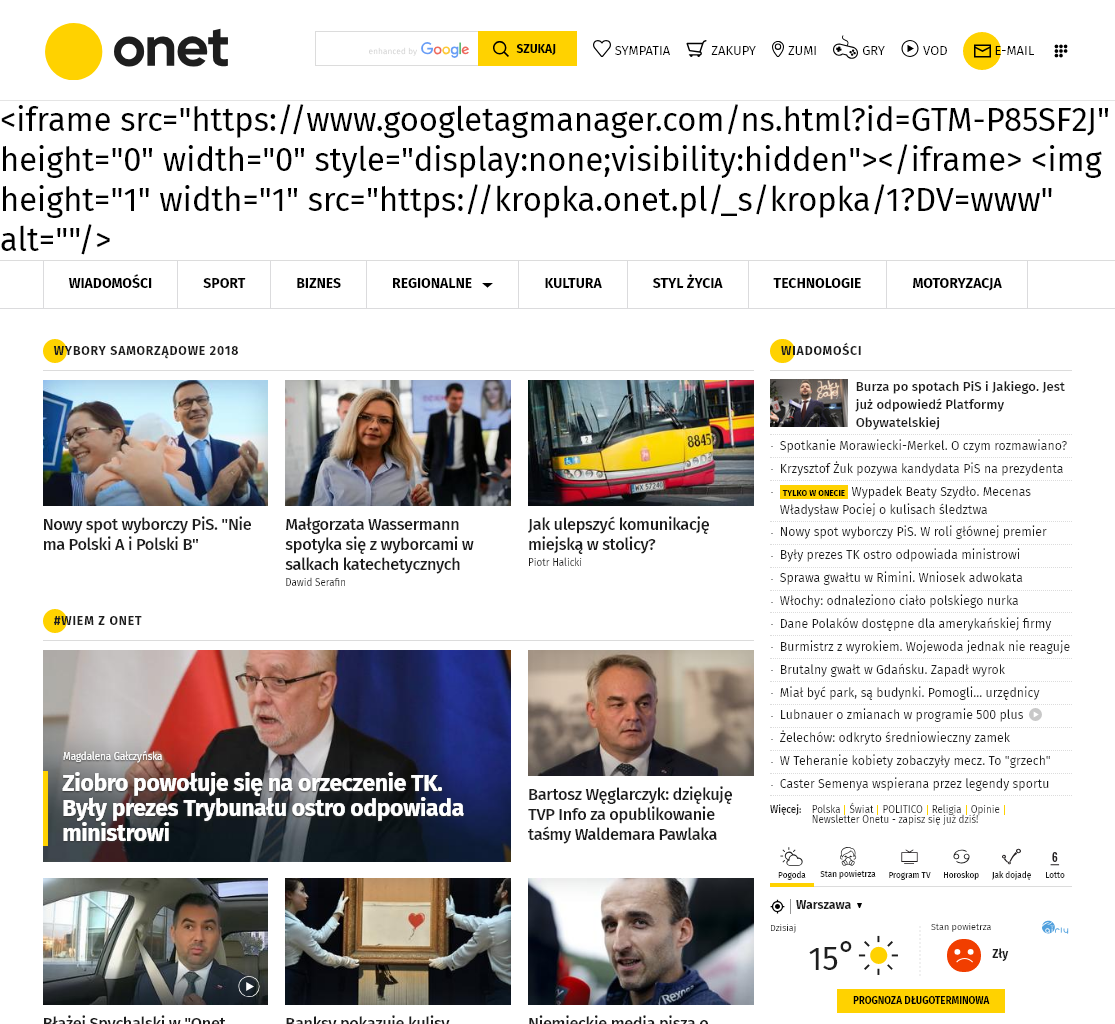 onet
enhanced by Google
SZUKAJ
SYMPATIA
ZAKUPY
ZUMI
GRY
VOD
E-MAIL
<iframe src="https://www.googletagmanager.com/ns.html?id=GTM-P85SF2J"
height="0" width="0" style="display:none;visibility:hidden"></iframe> <img
height="1" width="1" src="https://kropka.onet.pl/_s/kropka/1?DV=www"
alt=""/>
WIADOMOŚCI
SPORT
BIZNES
REGIONALNE
KULTURA
STYL ŻYCIA
TECHNOLOGIE
MOTORYZACJA
WYBORY SAMORZĄDOWE 2018
8845
WX 57246
Nowy spot wyborczy PiS. "Nie
ma Polski A i Polski B"
Małgorzata Wassermann
spotyka się z wyborcami w
salkach katechetycznych
Dawid Serafin
Jak ulepszyć komunikację
miejską w stolicy?
Piotr Halicki
#WIEM Z ONET
Magdalena Gałczyńska
Ziobro powołuje się na orzeczenie TK.
Były prezes Trybunału ostro odpowiada
ministrowi
Bartosz Węglarczyk: dziękuję
TVP Info za opublikowanie
taśmy Waldemara Pawlaka
Błażej Spychalski w "Onet
Banksy pokazuje kulisy
Niemieckie media piszą o
WIADOMOŚCI
Burza po spotach PiS i Jakiego. Jest
już odpowiedź Platformy
Obywatelskiej
· Spotkanie Morawiecki-Merkel. O czym rozmawiano?
· Krzysztof Żuk pozywa kandydata PiS na prezydenta
· TYLKO W ONECIE Wypadek Beaty Szydło. Mecenas
Władysław Pociej o kulisach śledztwa
· Nowy spot wyborczy PiS. W roli głównej premier
· Były prezes TK ostro odpowiada ministrowi
· Sprawa gwałtu w Rimini. Wniosek adwokata
· Włochy: odnaleziono ciało polskiego nurka
· Dane Polaków dostępne dla amerykańskiej firmy
· Burmistrz z wyrokiem. Wojewoda jednak nie reaguje
· Brutalny gwałt w Gdańsku. Zapadł wyrok
· Miał być park, są budynki. Pomogli... urzędnicy
· Lubnauer o zmianach w programie 500 plus
· Żelechów: odkryto średniowieczny zamek
· W Teheranie kobiety zobaczyły mecz. To "grzech"
· Caster Semenya wspierana przez legendy sportu
Więcej: Polska | Świat | POLITICO | Religia | Opinie |
Newsletter Onetu - zapisz się już dziś!
Pogoda
Stan powietrza
Program TV
Horoskop
Jak dojadę
6
Lotto
Warszawa
Dzisiaj
15°
Stan powietrza
Airly
Zły
PROGNOZA DŁUGOTERMINOWA